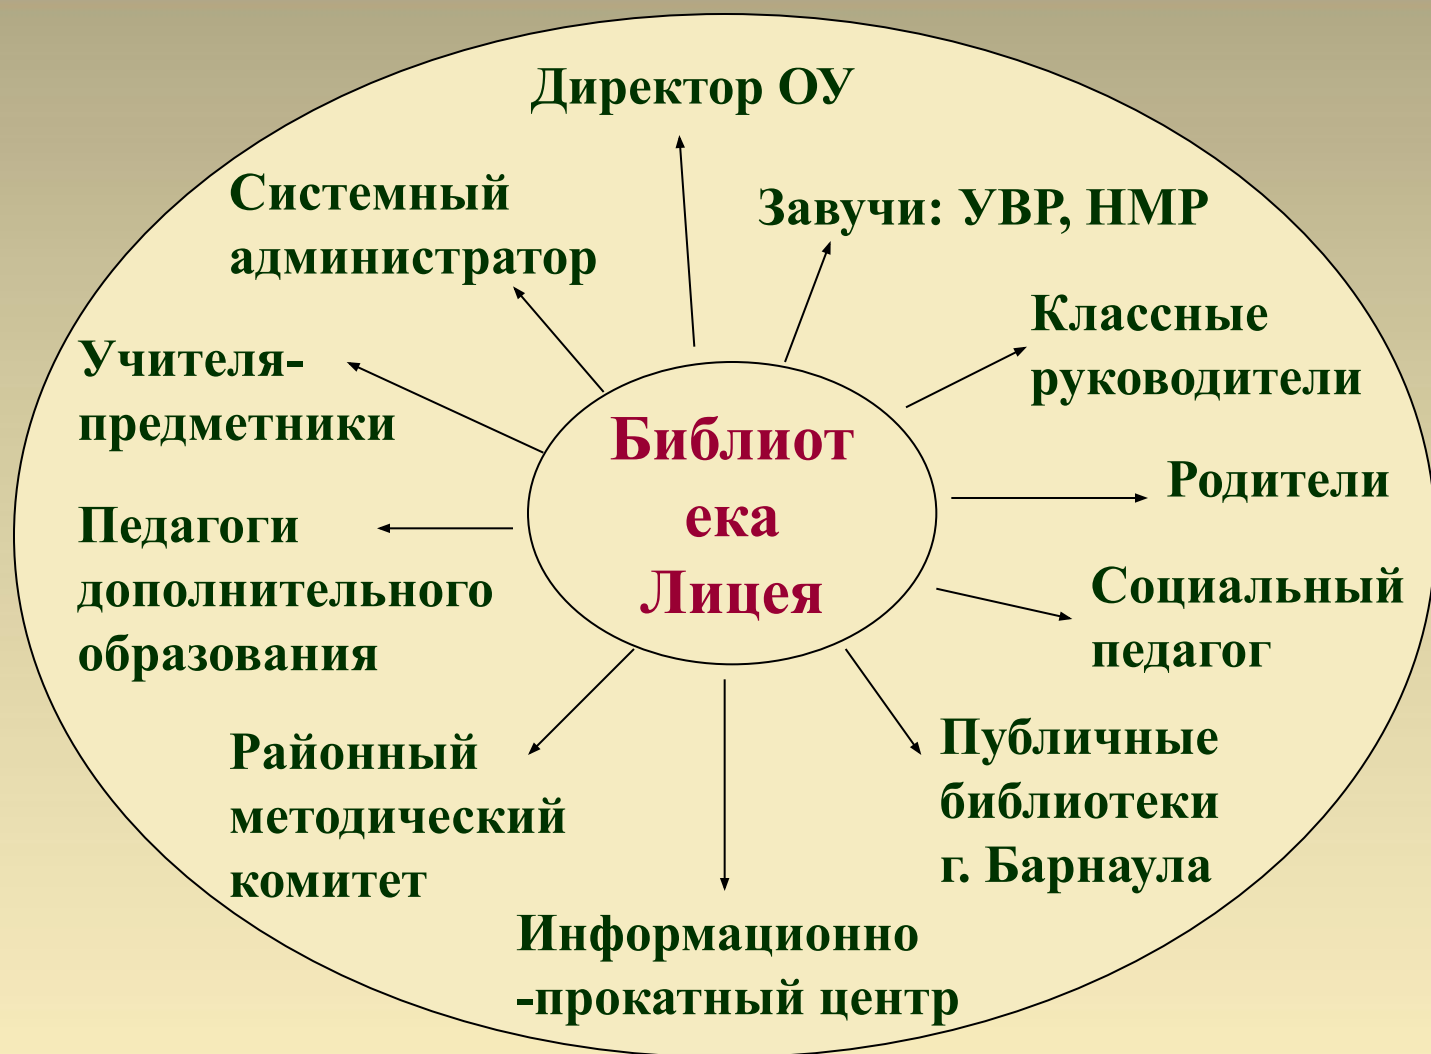 Директор ОУ
Системный
администратор
Завучи: УВР, НМР
Классные
руководители
Учителя-
предметники
Библиот
ека
Лицея
Родители
Педагоги
дополнительного
образования
Социальный
педагог
Районный
методический
комитет
Публичные
библиотеки
г. Барнаула
Информационно
-прокатный центр